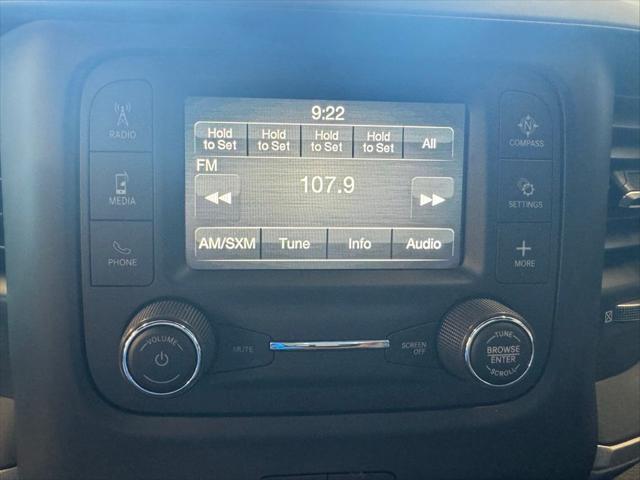 9:22
Hold to Set Hold to Set Hold to Set Hold to Set All
FM
107.9
AM/SXM Tune Info Audio
RADIO
MEDIA
PHONE
N
COMPASS
SETTINGS
MORE
VOLUME
MUTE
SCREEN OFF
TUNE
BROWSE
ENTER
SCROLL